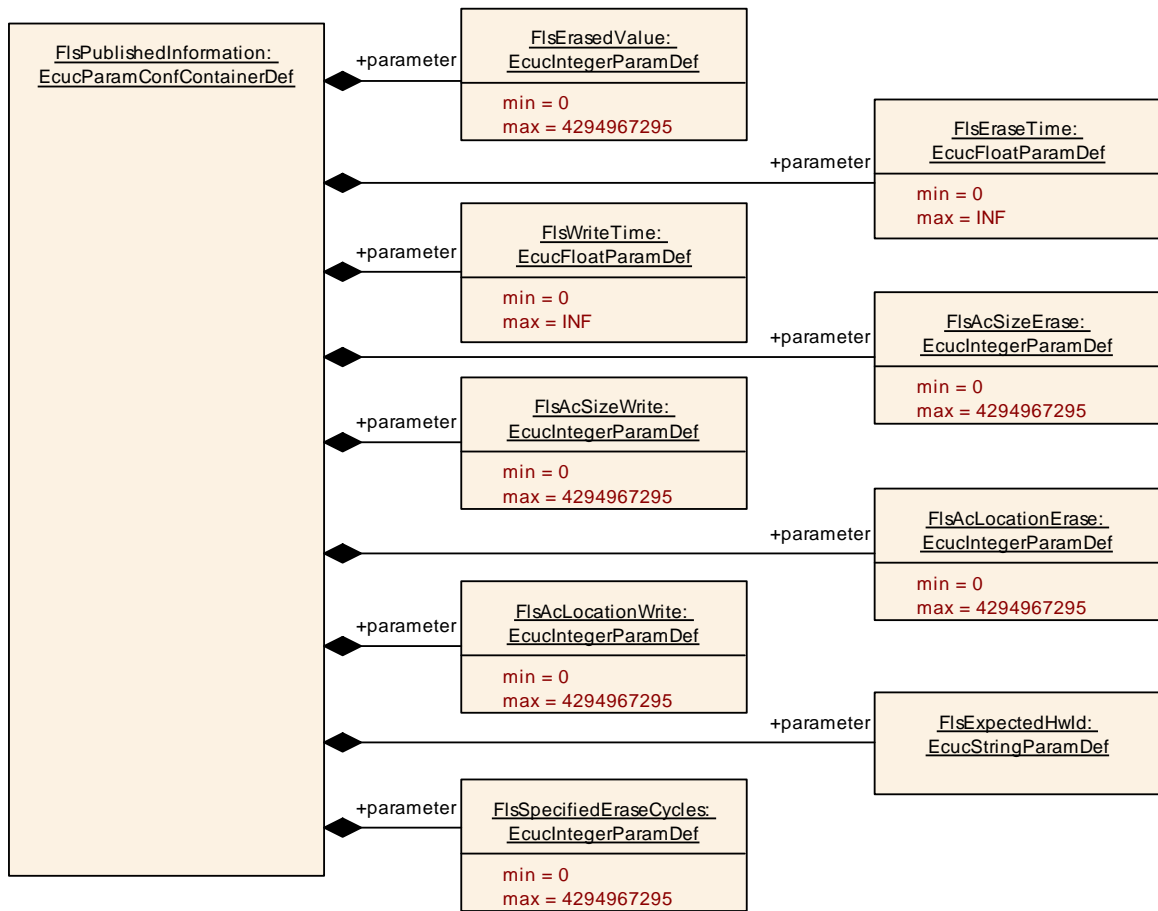 FlsPublishedInformation:
EcucParamConfContainerDef
+parameter
FlsErasedValue:
EcucIntegerParamDef
min = 0
max = 4294967295
+parameter
FlsEraseTime:
EcucFloatParamDef
min = 0
max = INF
+parameter
FlsWriteTime:
EcucFloatParamDef
min = 0
max = INF
+parameter
FlsAcSizeErase:
EcucIntegerParamDef
min = 0
max = 4294967295
+parameter
FlsAcSizeWrite:
EcucIntegerParamDef
min = 0
max = 4294967295
+parameter
FlsAcLocationErase:
EcucIntegerParamDef
min = 0
max = 4294967295
+parameter
FlsAcLocationWrite:
EcucIntegerParamDef
min = 0
max = 4294967295
+parameter
FlsExpectedHwId:
EcucStringParamDef
+parameter
FlsSpecifiedEraseCycles:
EcucIntegerParamDef
min = 0
max = 4294967295